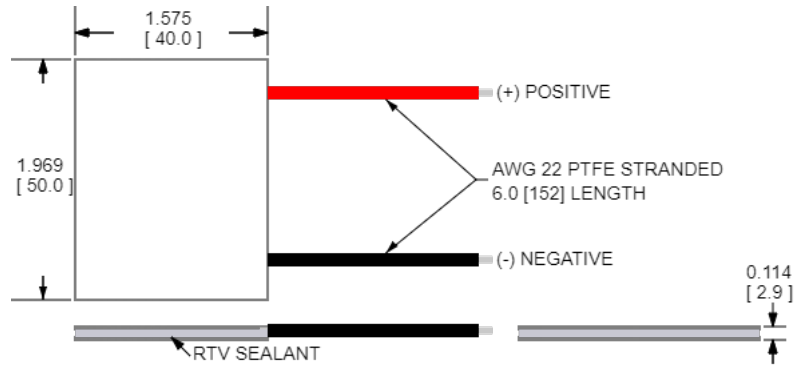 1.575
[ 40.0 ]
(+) POSITIVE
1.969
[ 50.0 ]
AWG 22 PTFE STRANDED
6.0 [152] LENGTH
(-) NEGATIVE
0.114
[ 2.9 ]
RTV SEALANT